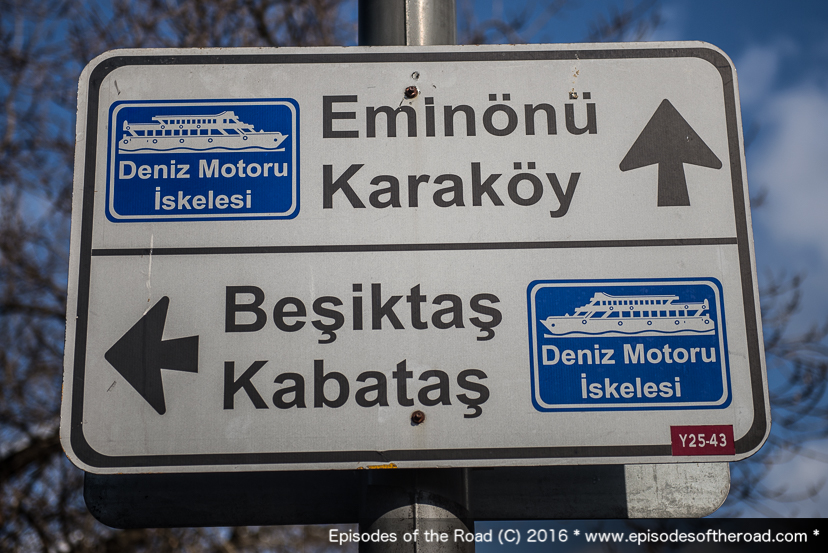 Deniz Motoru
İskelesi
Eminönü
Karaköy
Beşiktaş
Kabataş
Deniz Motoru
İskelesi
Y25-43
Episodes of the Road (C) 2016 * www.episodesoftheroad.com *